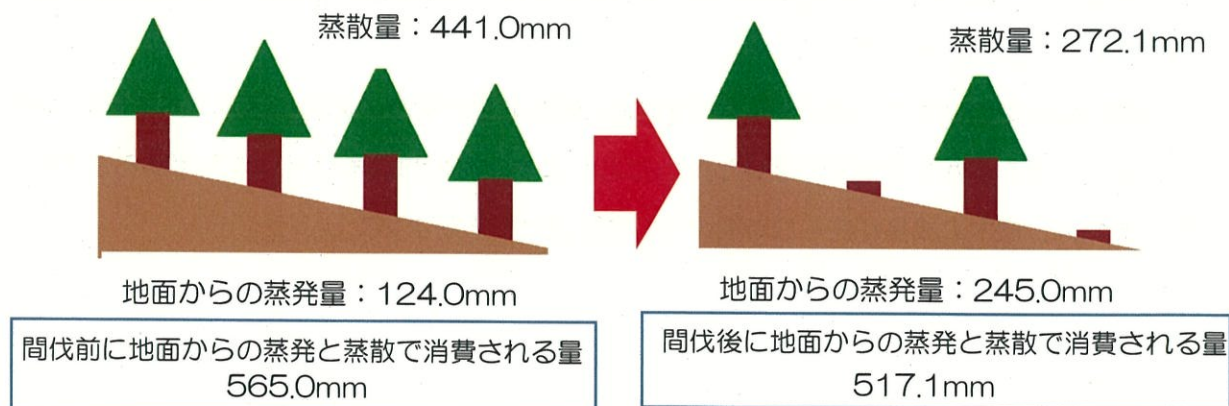 蒸散量：441.0mm
地面からの蒸発量：124.0mm
間伐前に地面からの蒸発と蒸散で消費される量
565.0mm
蒸散量：272.1mm
地面からの蒸発量：245.0mm
間伐後に地面からの蒸発と蒸散で消費される量
517.1mm